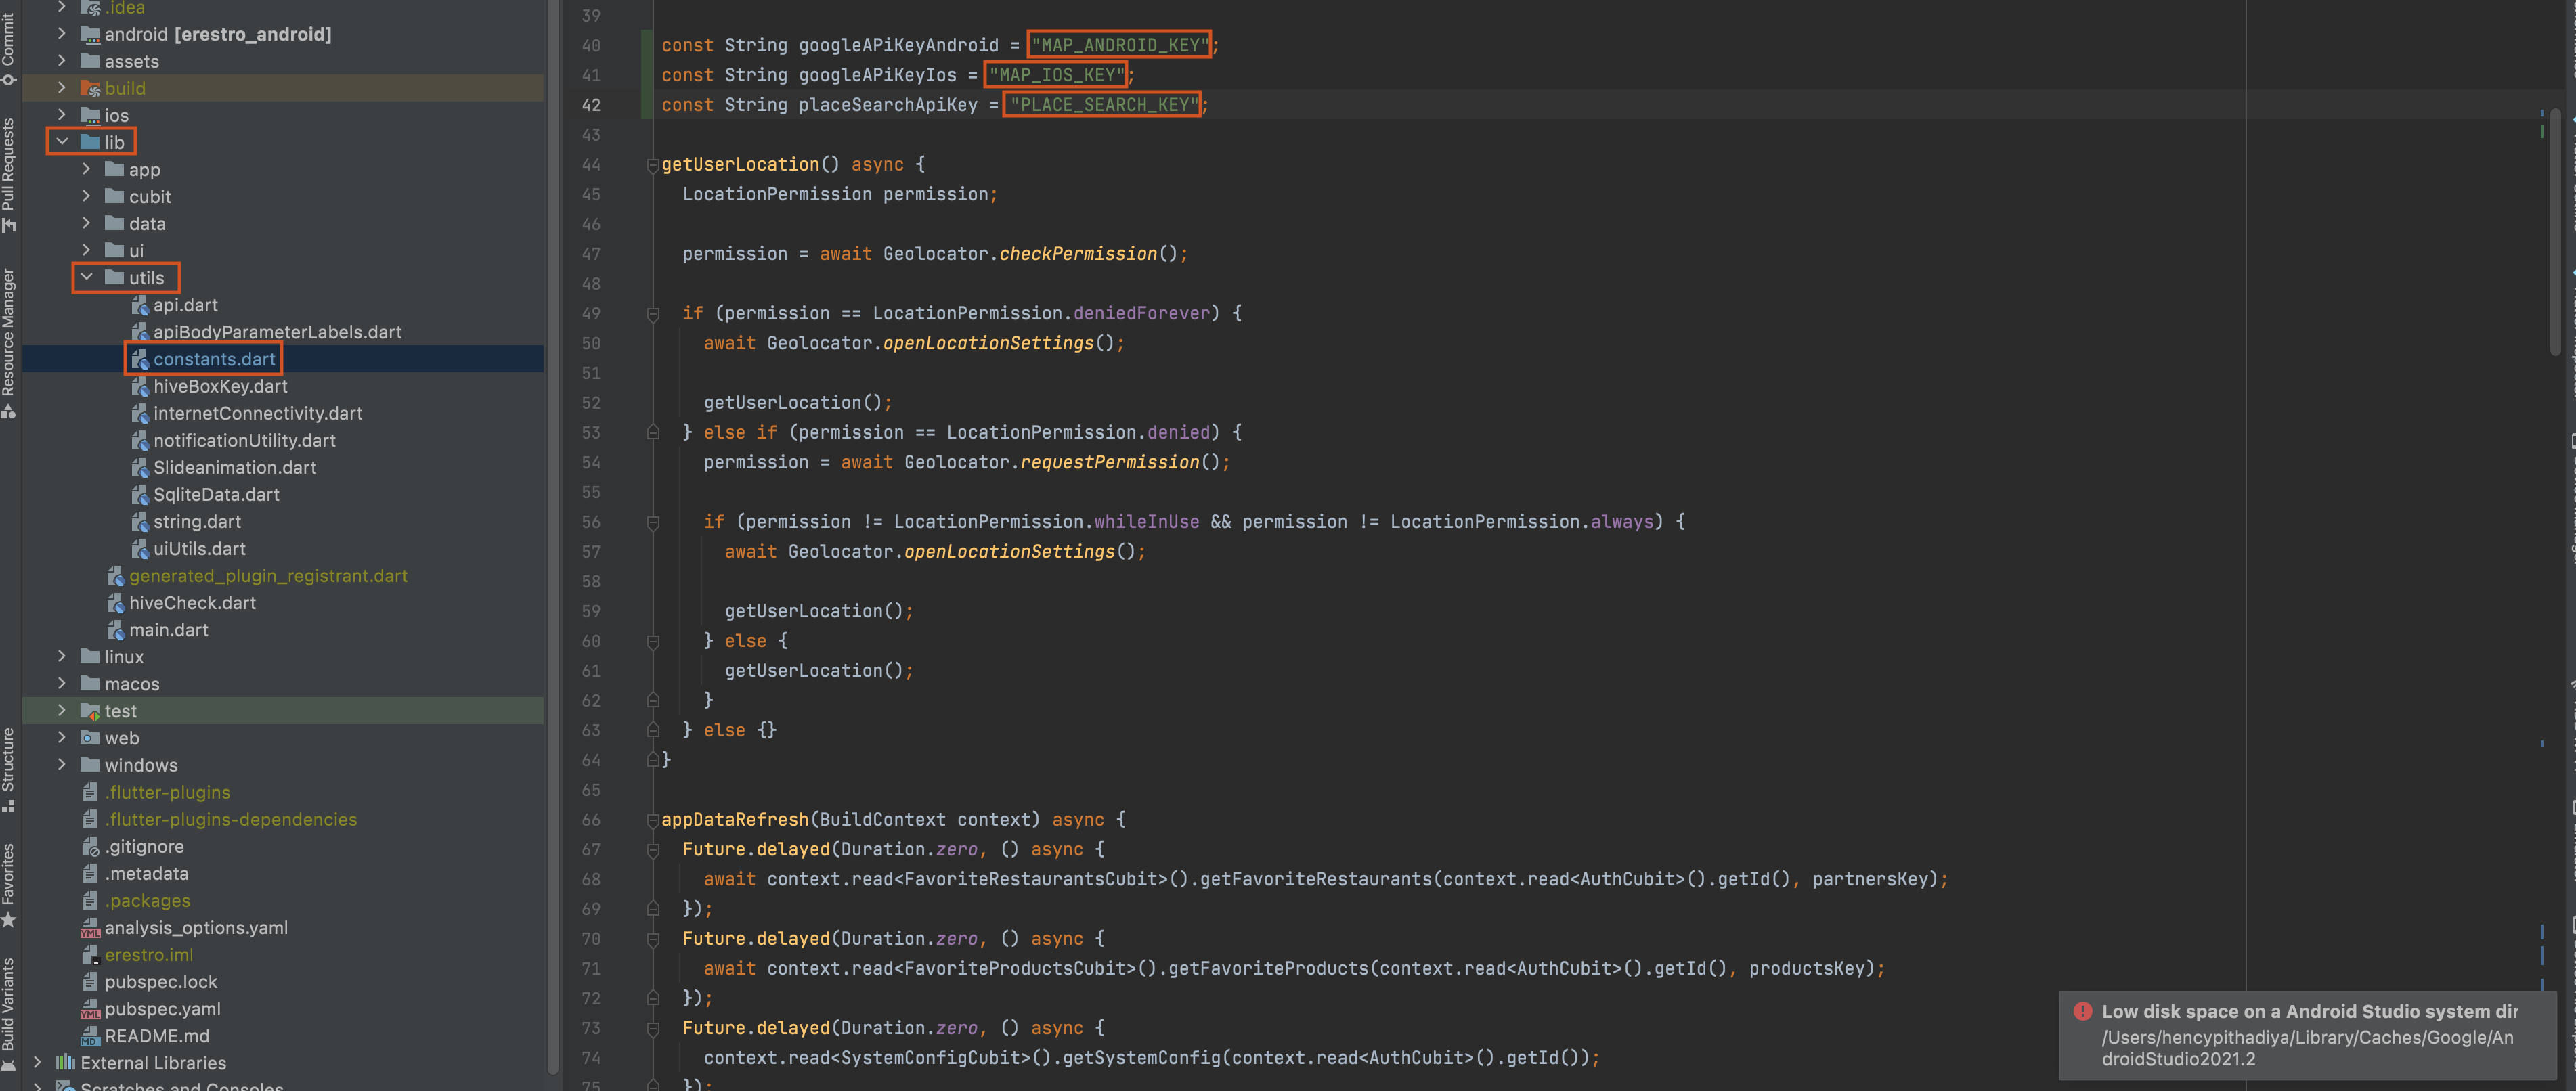 Commit
Pull Requests
Resource Manager
Structure
Favorites
Build Variants
.idea
android [erestro_android]
assets
build
ios
lib
app
cubit
data
ui
utils
api.dart
apiBodyParameterLabels.dart
constants.dart
hiveBoxKey.dart
internetConnectivity.dart
notificationUtility.dart
Slideanimation.dart
SqliteData.dart
string.dart
uiUtils.dart
generated_plugin_registrant.dart
hiveCheck.dart
main.dart
linux
macos
test
web
windows
.flutter-plugins
.flutter-plugins-dependencies
.gitignore
.metadata
.packages
analysis_options.yaml
erestro.iml
pubspec.lock
pubspec.yaml
README.md
External Libraries
Scratches and Consoles
39
40 const String googleAPiKeyAndroid = "MAP_ANDROID_KEY";
41 const String googleAPiKeyIos = "MAP_IOS_KEY";
42 const String placeSearchApiKey = "PLACE_SEARCH_KEY";
43
44 getUserLocation() async {
45 LocationPermission permission;
46
47 permission = await Geolocator.checkPermission();
48
49 if (permission == LocationPermission.deniedForever) {
50 await Geolocator.openLocationSettings();
51
52 getUserLocation();
53 } else if (permission == LocationPermission.denied) {
54 permission = await Geolocator.requestPermission();
55
56 if (permission != LocationPermission.whileInUse && permission != LocationPermission.always) {
57 await Geolocator.openLocationSettings();
58
59 getUserLocation();
60 } else {
61 getUserLocation();
62 }
63 } else {}
64 }
65
66 appDataRefresh(BuildContext context) async {
67 Future.delayed(Duration.zero, () async {
68 await context.read<FavoriteRestaurantsCubit>().getFavoriteRestaurants(context.read<AuthCubit>().getId(), partnersKey);
69 });
70 Future.delayed(Duration.zero, () async {
71 await context.read<FavoriteProductsCubit>().getFavoriteProducts(context.read<AuthCubit>().getId(), productsKey);
72 });
73 Future.delayed(Duration.zero, () async {
74 context.read<SystemConfigCubit>().getSystemConfig(context.read<AuthCubit>().getId());
75 });
Low disk space on a Android Studio system dir
/Users/hencypithadiya/Library/Caches/Google/An
droidStudio2021.2